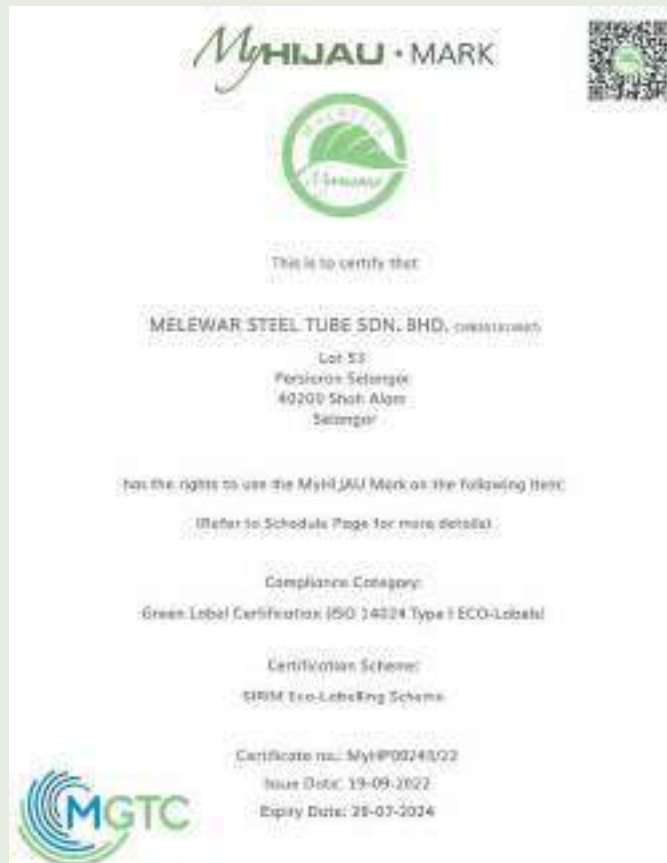 MyHIJAU • MARK
MALAYSIA
This is to certify that
MELEWAR STEEL TUBE SDN. BHD.
Lot 53
Persiaran Selangor
40200 Shah Alam
Selangor
has the rights to use the MyHIJAU Mark on the following item:
(Refer to Schedule Page for more details)
Compliance Category:
Green Label Certification (ISO 14024 Type I ECO-Labels)
Certification Scheme:
SIRIM Eco-Labelling Scheme
Certificate no.: MyHP00243/22
Issue Date: 19-09-2022
Expiry Date: 28-07-2024
MGTC